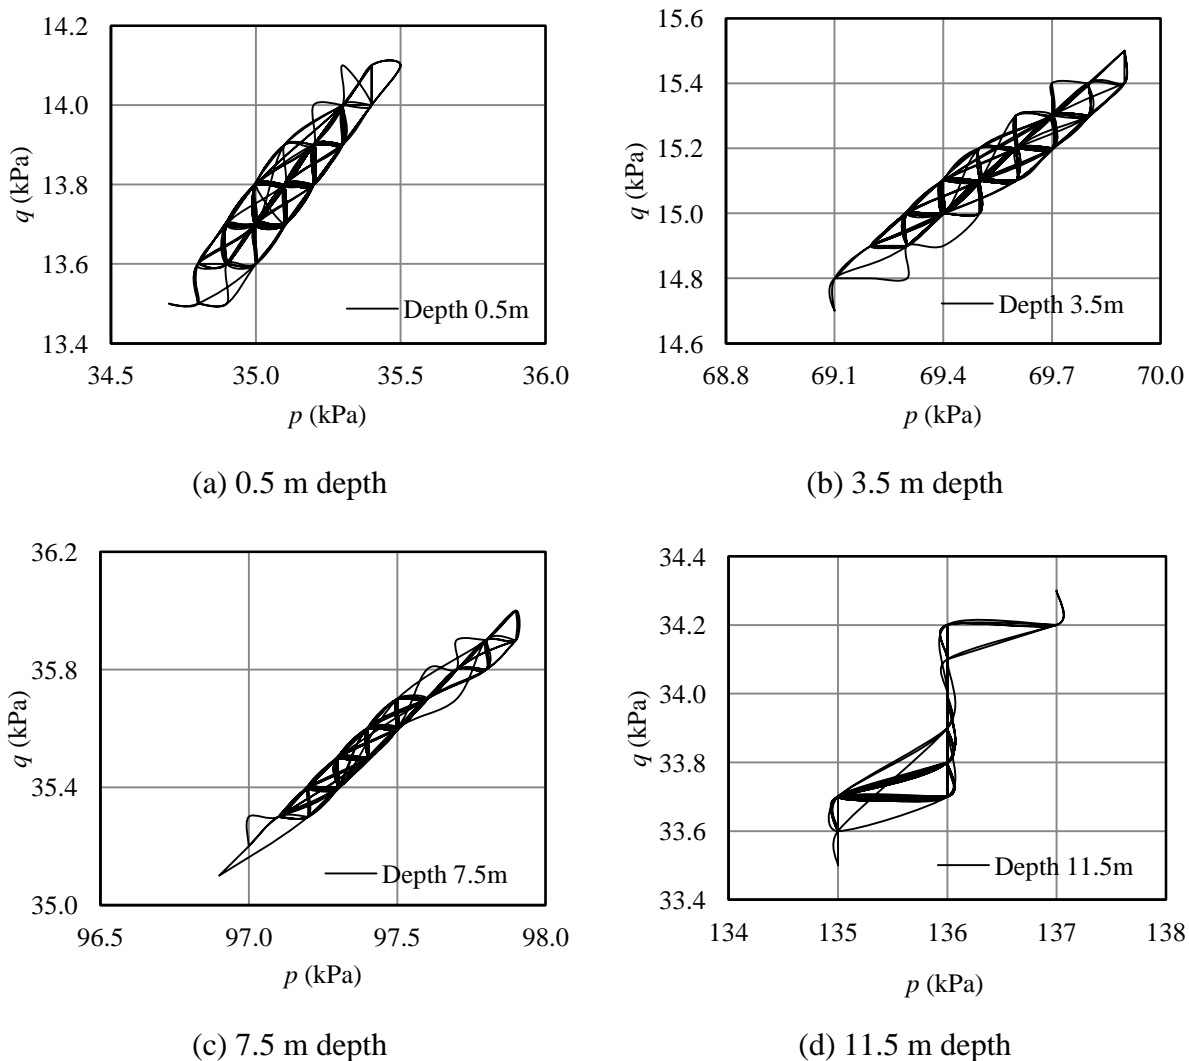 14.2
14.0
13.8
13.6
13.4
q (kPa)
Depth 0.5m
34.5 35.0 35.5 36.0
p (kPa)
(a) 0.5 m depth
15.6
15.4
15.2
15.0
14.8
14.6
q (kPa)
Depth 3.5m
68.8 69.1 69.4 69.7 70.0
p (kPa)
(b) 3.5 m depth
36.2
35.8
35.4
35.0
q (kPa)
Depth 7.5m
96.5 97.0 97.5 98.0
p (kPa)
(c) 7.5 m depth
34.4
34.2
34.0
33.8
33.6
33.4
q (kPa)
Depth 11.5m
134 135 136 137 138
p (kPa)
(d) 11.5 m depth